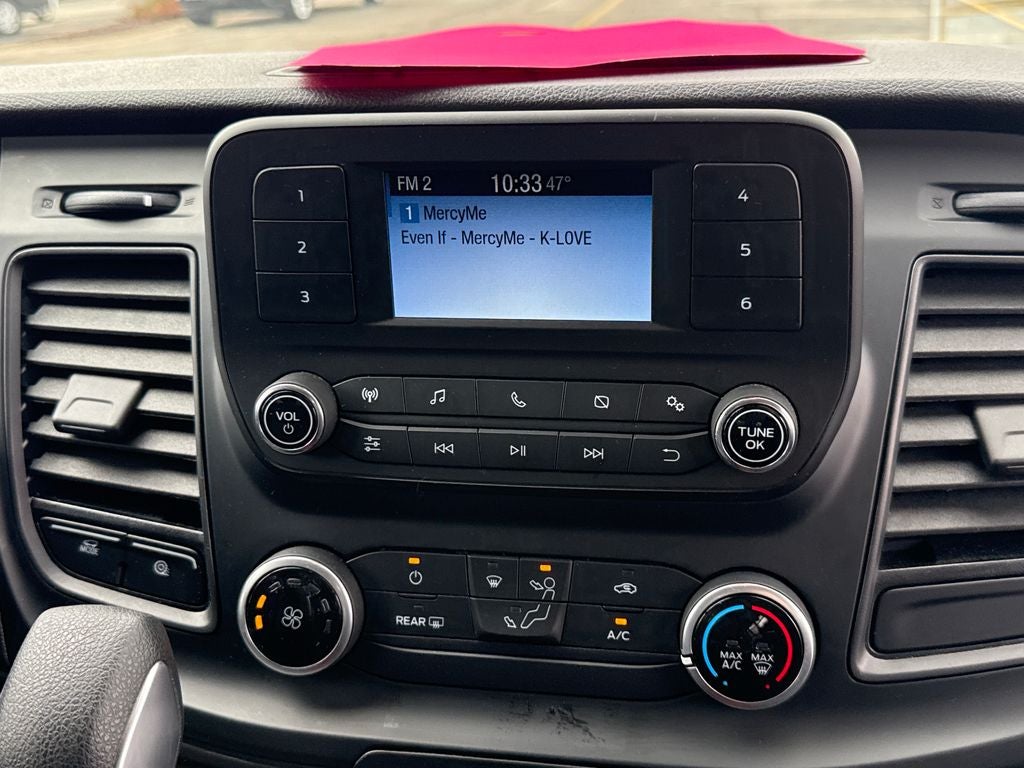 FM 2 10:33 47°
1 MercyMe
Even If - MercyMe - K-LOVE
1
2
3
4
5
6
VOL
TUNE
OK
MODE
REAR
A/C
MAX
A/C
MAX